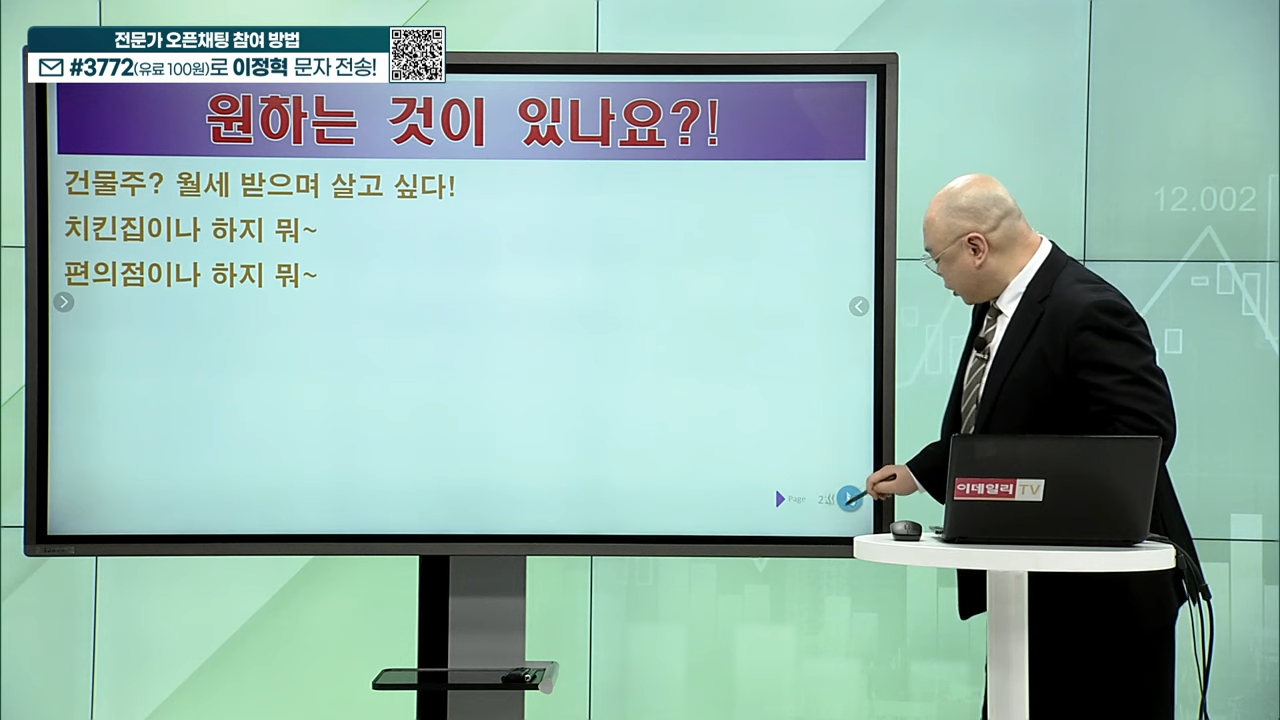 전문가 오픈채팅 참여 방법
#3772(유료 100원)로 이정혁 문자 전송!
원하는 것이 있나요?!
건물주? 월세 받으며 살고 싶다!
치킨집이나 하지 뭐~
편의점이나 하지 뭐~
12.002
이데일리 TV
Page 2